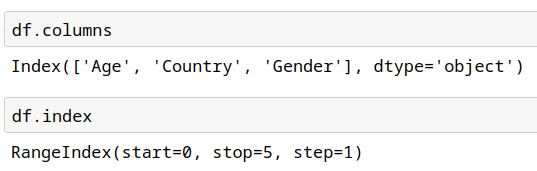 df.columns
Index(['Age', 'Country', 'Gender'], dtype='object')
df.index
RangeIndex(start=0, stop=5, step=1)